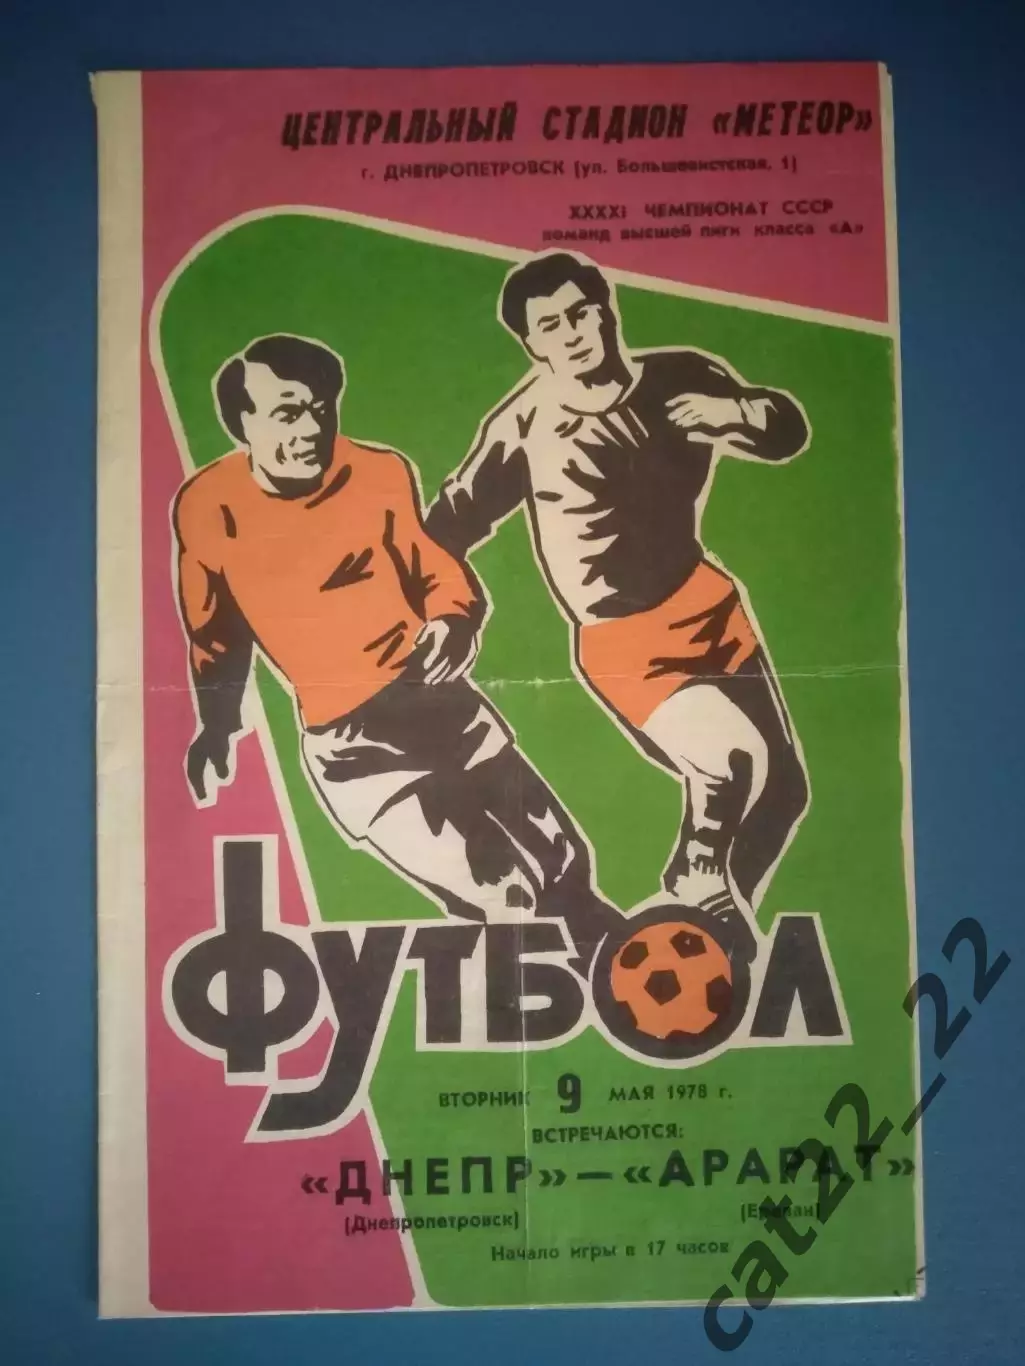 ЦЕНТРАЛЬНЫЙ СТАДИОН «МЕТЕОР»
г. ДНЕПРОПЕТРОВСК (ул. Большевистская, 1)
XXXXI ЧЕМПИОНАТ СССР
команд высшей лиги класса «А»
ФУТБОЛ
ВТОРНИК 9 МАЯ 1978 г.
ВСТРЕЧАЮТСЯ:
«ДНЕПР» — «АРАРАТ»
(Днепропетровск) (Ереван)
Начало игры в 17 часов
cat22_22